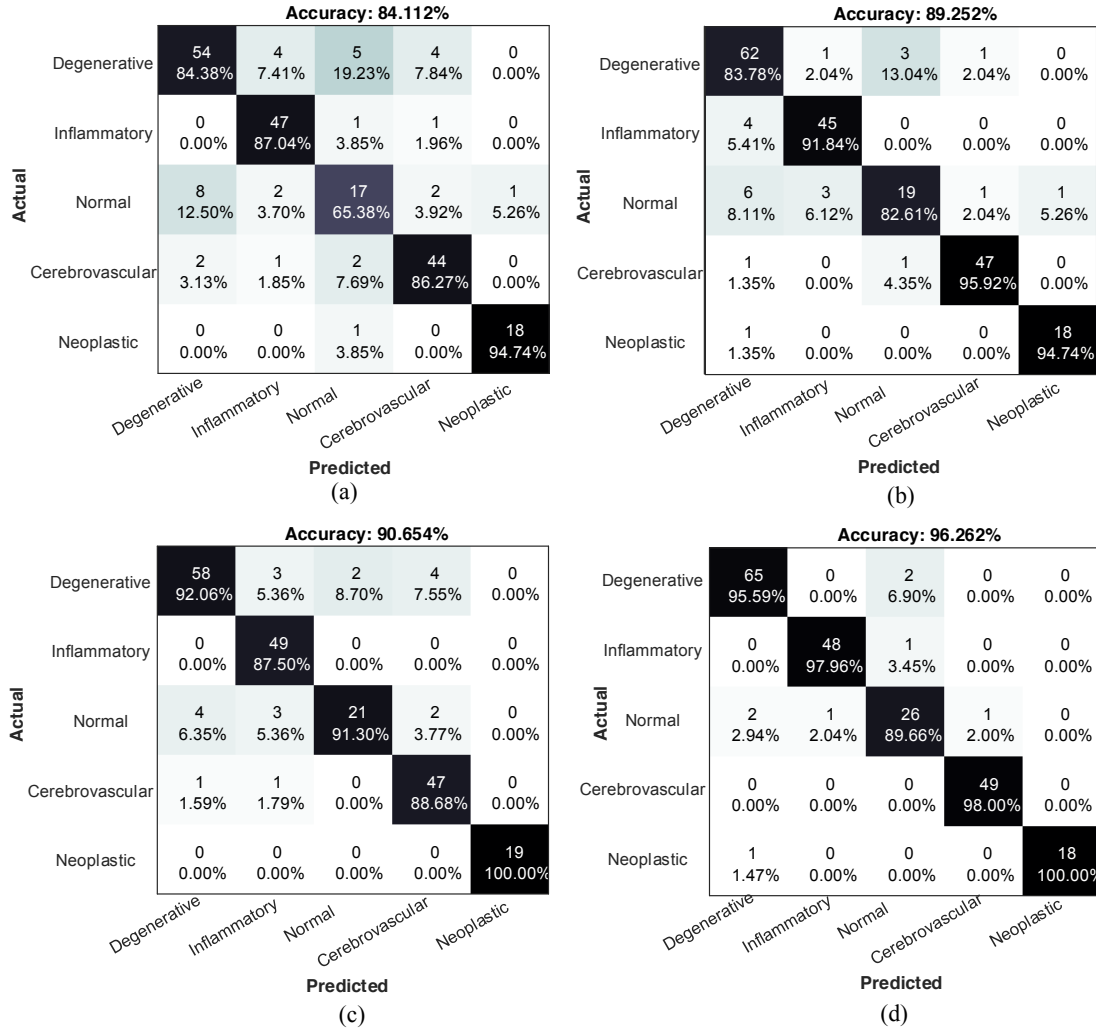 Accuracy: 84.112%
Actual
Degenerative
54 4 5 4 0
84.38% 7.41% 19.23% 7.84% 0.00%
Inflammatory
0 47 1 1 0
0.00% 87.04% 3.85% 1.96% 0.00%
Normal
8 2 17 2 1
12.50% 3.70% 65.38% 3.92% 5.26%
Cerebrovascular
2 1 2 44 0
3.13% 1.85% 7.69% 86.27% 0.00%
Neoplastic
0 0 1 0 18
0.00% 0.00% 3.85% 0.00% 94.74%
Degenerative Inflammatory Normal Cerebrovascular Neoplastic
Predicted
(a)
Accuracy: 89.252%
Actual
Degenerative
62 1 3 1 0
83.78% 2.04% 13.04% 2.04% 0.00%
Inflammatory
4 45 0 0 0
5.41% 91.84% 0.00% 0.00% 0.00%
Normal
6 3 19 1 1
8.11% 6.12% 82.61% 2.04% 5.26%
Cerebrovascular
1 0 1 47 0
1.35% 0.00% 4.35% 95.92% 0.00%
Neoplastic
1 0 0 0 18
1.35% 0.00% 0.00% 0.00% 94.74%
Degenerative Inflammatory Normal Cerebrovascular Neoplastic
Predicted
(b)
Accuracy: 90.654%
Actual
Degenerative
58 3 2 4 0
92.06% 5.36% 8.70% 7.55% 0.00%
Inflammatory
0 49 0 0 0
0.00% 87.50% 0.00% 0.00% 0.00%
Normal
4 3 21 2 0
6.35% 5.36% 91.30% 3.77% 0.00%
Cerebrovascular
1 1 0 47 0
1.59% 1.79% 0.00% 88.68% 0.00%
Neoplastic
0 0 0 0 19
0.00% 0.00% 0.00% 0.00% 100.00%
Degenerative Inflammatory Normal Cerebrovascular Neoplastic
Predicted
(c)
Accuracy: 96.262%
Actual
Degenerative
65 0 2 0 0
95.59% 0.00% 6.90% 0.00% 0.00%
Inflammatory
0 48 1 0 0
0.00% 97.96% 3.45% 0.00% 0.00%
Normal
2 1 26 1 0
2.94% 2.04% 89.66% 2.00% 0.00%
Cerebrovascular
0 0 0 49 0
0.00% 0.00% 0.00% 98.00% 0.00%
Neoplastic
1 0 0 0 18
1.47% 0.00% 0.00% 0.00% 100.00%
Degenerative Inflammatory Normal Cerebrovascular Neoplastic
Predicted
(d)